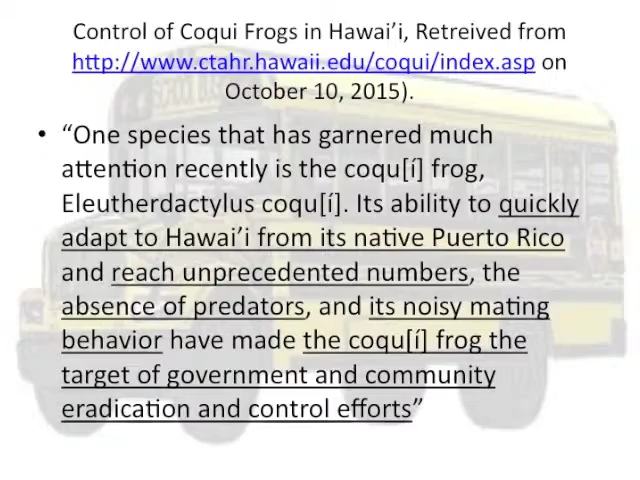 Control of Coqui Frogs in Hawai’i, Retreived from
http://www.ctahr.hawaii.edu/coqui/index.asp on
October 10, 2015).
• “One species that has garnered much
attention recently is the coqu[í] frog,
Eleutherdactylus coqu[í]. Its ability to quickly
adapt to Hawai’i from its native Puerto Rico
and reach unprecedented numbers, the
absence of predators, and its noisy mating
behavior have made the coqu[í] frog the
target of government and community
eradication and control efforts”